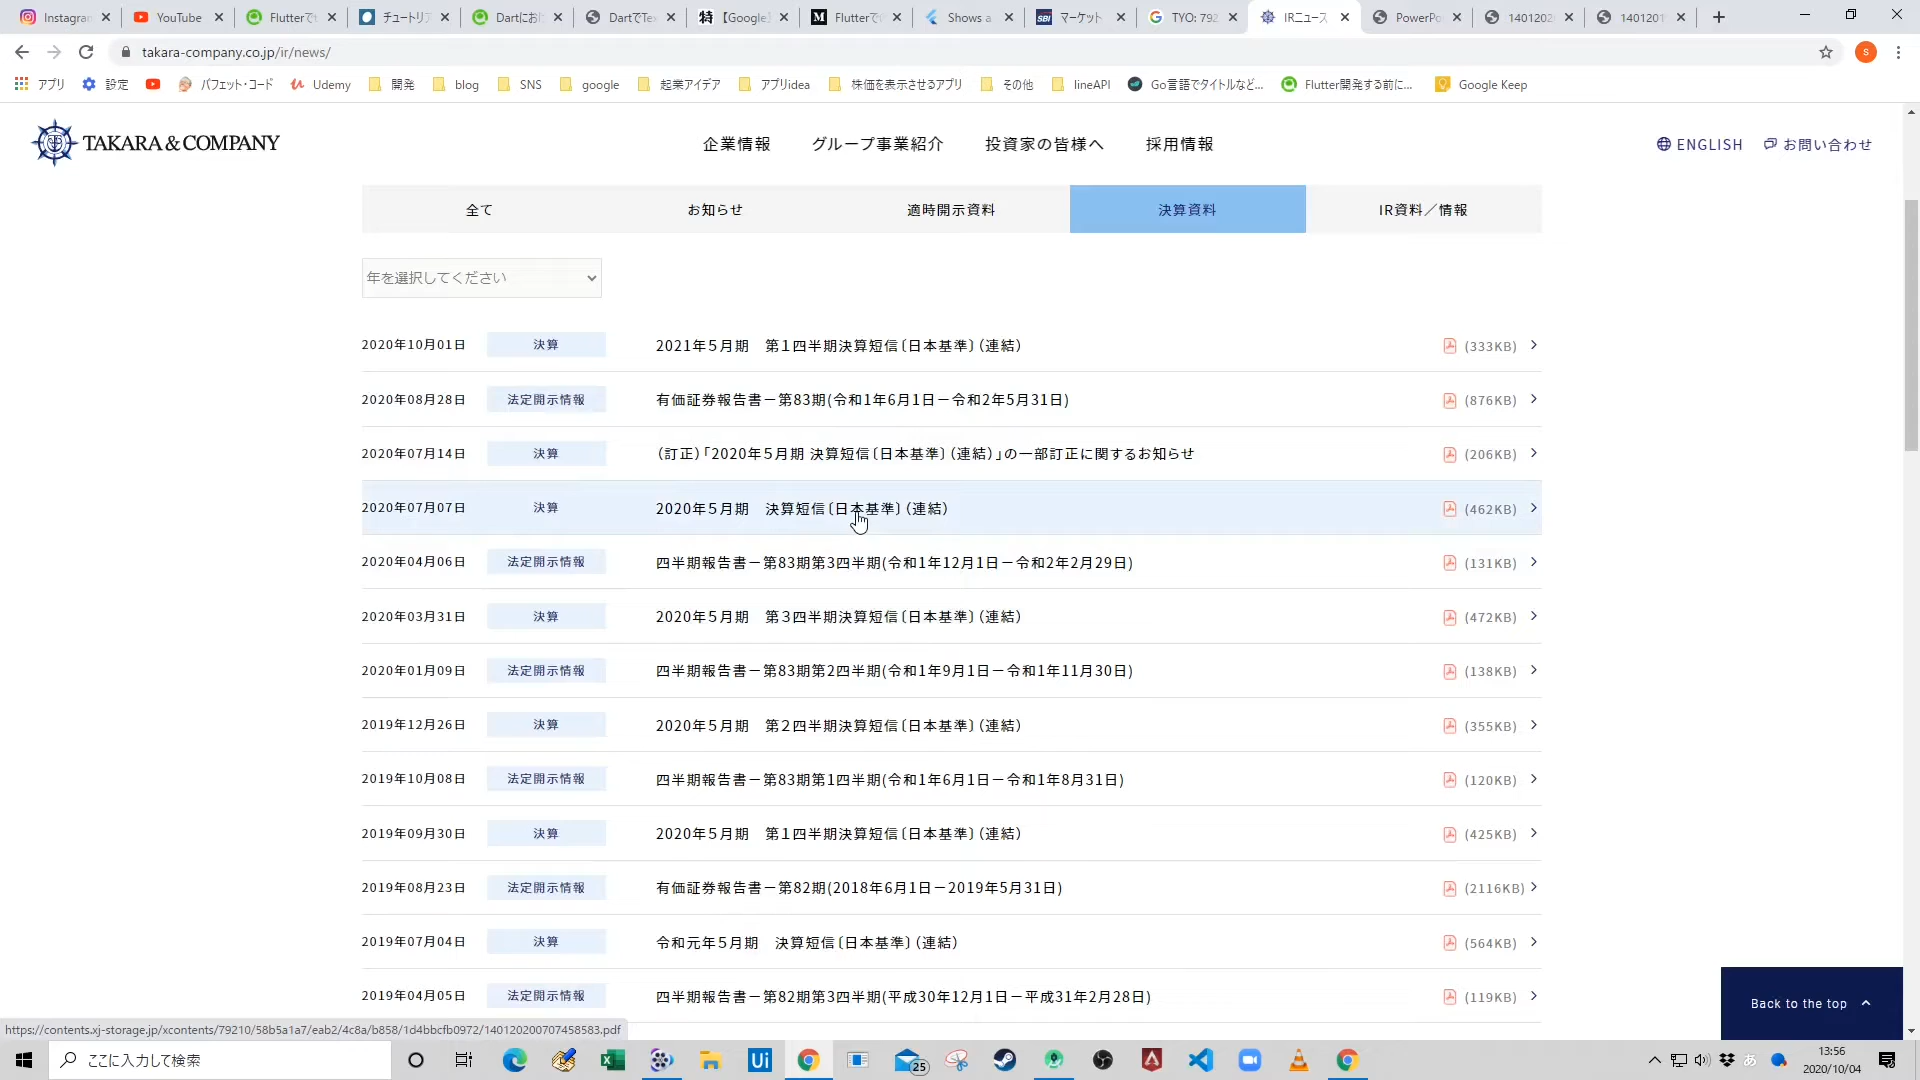 Instagran
YouTube
Flutterでt
チュートリア
Dartにおに
DartでTe
【Google】
Flutterでt
Shows a
マーケット
TYO: 792
IRニュース
PowerPo
1401202
1401201
takara-company.co.jp/ir/news/
アプリ
設定
バフェット・コード
Udemy
開発
blog
SNS
google
起業アイデア
アプリidea
株価を表示させるアプリ
その他
lineAPI
Go言語でタイトルなど...
Flutter開発する前に...
Google Keep
TAKARA & COMPANY
企業情報 グループ事業紹介 投資家の皆様へ 採用情報
ENGLISH お問い合わせ
全て お知らせ 適時開示資料 決算資料 IR資料／情報
年を選択してください
2020年10月01日 決算 2021年５月期　第１四半期決算短信〔日本基準〕（連結） (333KB)
2020年08月28日 法定開示情報 有価証券報告書－第83期(令和1年6月1日－令和2年5月31日) (876KB)
2020年07月14日 決算 （訂正）「2020年５月期 決算短信〔日本基準〕（連結）」の一部訂正に関するお知らせ (206KB)
2020年07月07日 決算 2020年５月期　決算短信〔日本基準〕（連結） (462KB)
2020年04月06日 法定開示情報 四半期報告書－第83期第3四半期(令和1年12月1日－令和2年2月29日) (131KB)
2020年03月31日 決算 2020年５月期　第３四半期決算短信〔日本基準〕（連結） (472KB)
2020年01月09日 法定開示情報 四半期報告書－第83期第2四半期(令和1年9月1日－令和1年11月30日) (138KB)
2019年12月26日 決算 2020年５月期　第２四半期決算短信〔日本基準〕（連結） (355KB)
2019年10月08日 法定開示情報 四半期報告書－第83期第1四半期(令和1年6月1日－令和1年8月31日) (120KB)
2019年09月30日 決算 2020年５月期　第１四半期決算短信〔日本基準〕（連結） (425KB)
2019年08月23日 法定開示情報 有価証券報告書－第82期(2018年6月1日－2019年5月31日) (2116KB)
2019年07月04日 決算 令和元年５月期　決算短信〔日本基準〕（連結） (564KB)
2019年04月05日 法定開示情報 四半期報告書－第82期第3四半期(平成30年12月1日－平成31年2月28日) (119KB)
Back to the top
https://contents.xj-storage.jp/xcontents/79210/58b5a1a7/eab2/4c8a/b858/1d4bbcfb0972/140120200707458583.pdf
ここに入力して検索
25
あ
13:56
2020/10/04